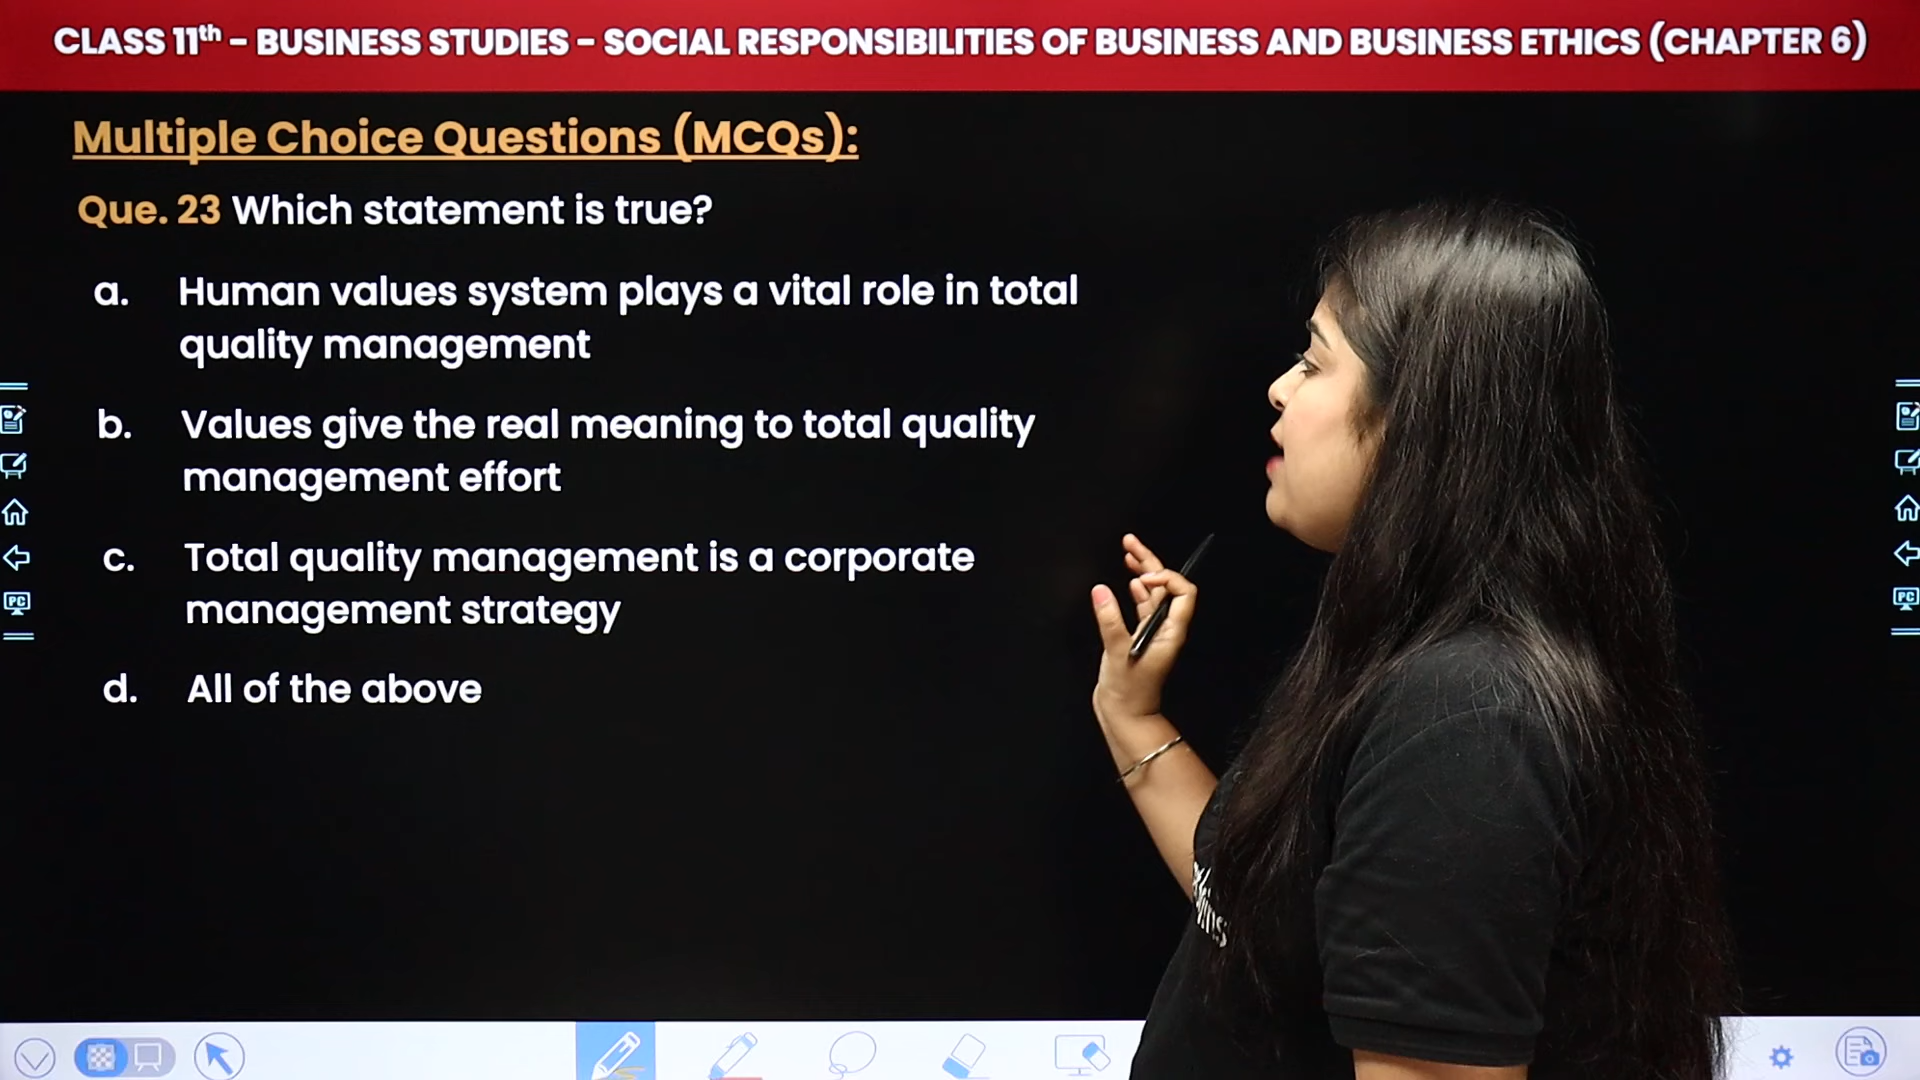 CLASS 11th - BUSINESS STUDIES - SOCIAL RESPONSIBILITIES OF BUSINESS AND BUSINESS ETHICS (CHAPTER 6)
Multiple Choice Questions (MCQs):
Que. 23 Which statement is true?
a. Human values system plays a vital role in total
quality management
b. Values give the real meaning to total quality
management effort
c. Total quality management is a corporate
management strategy
d. All of the above
PC
PC